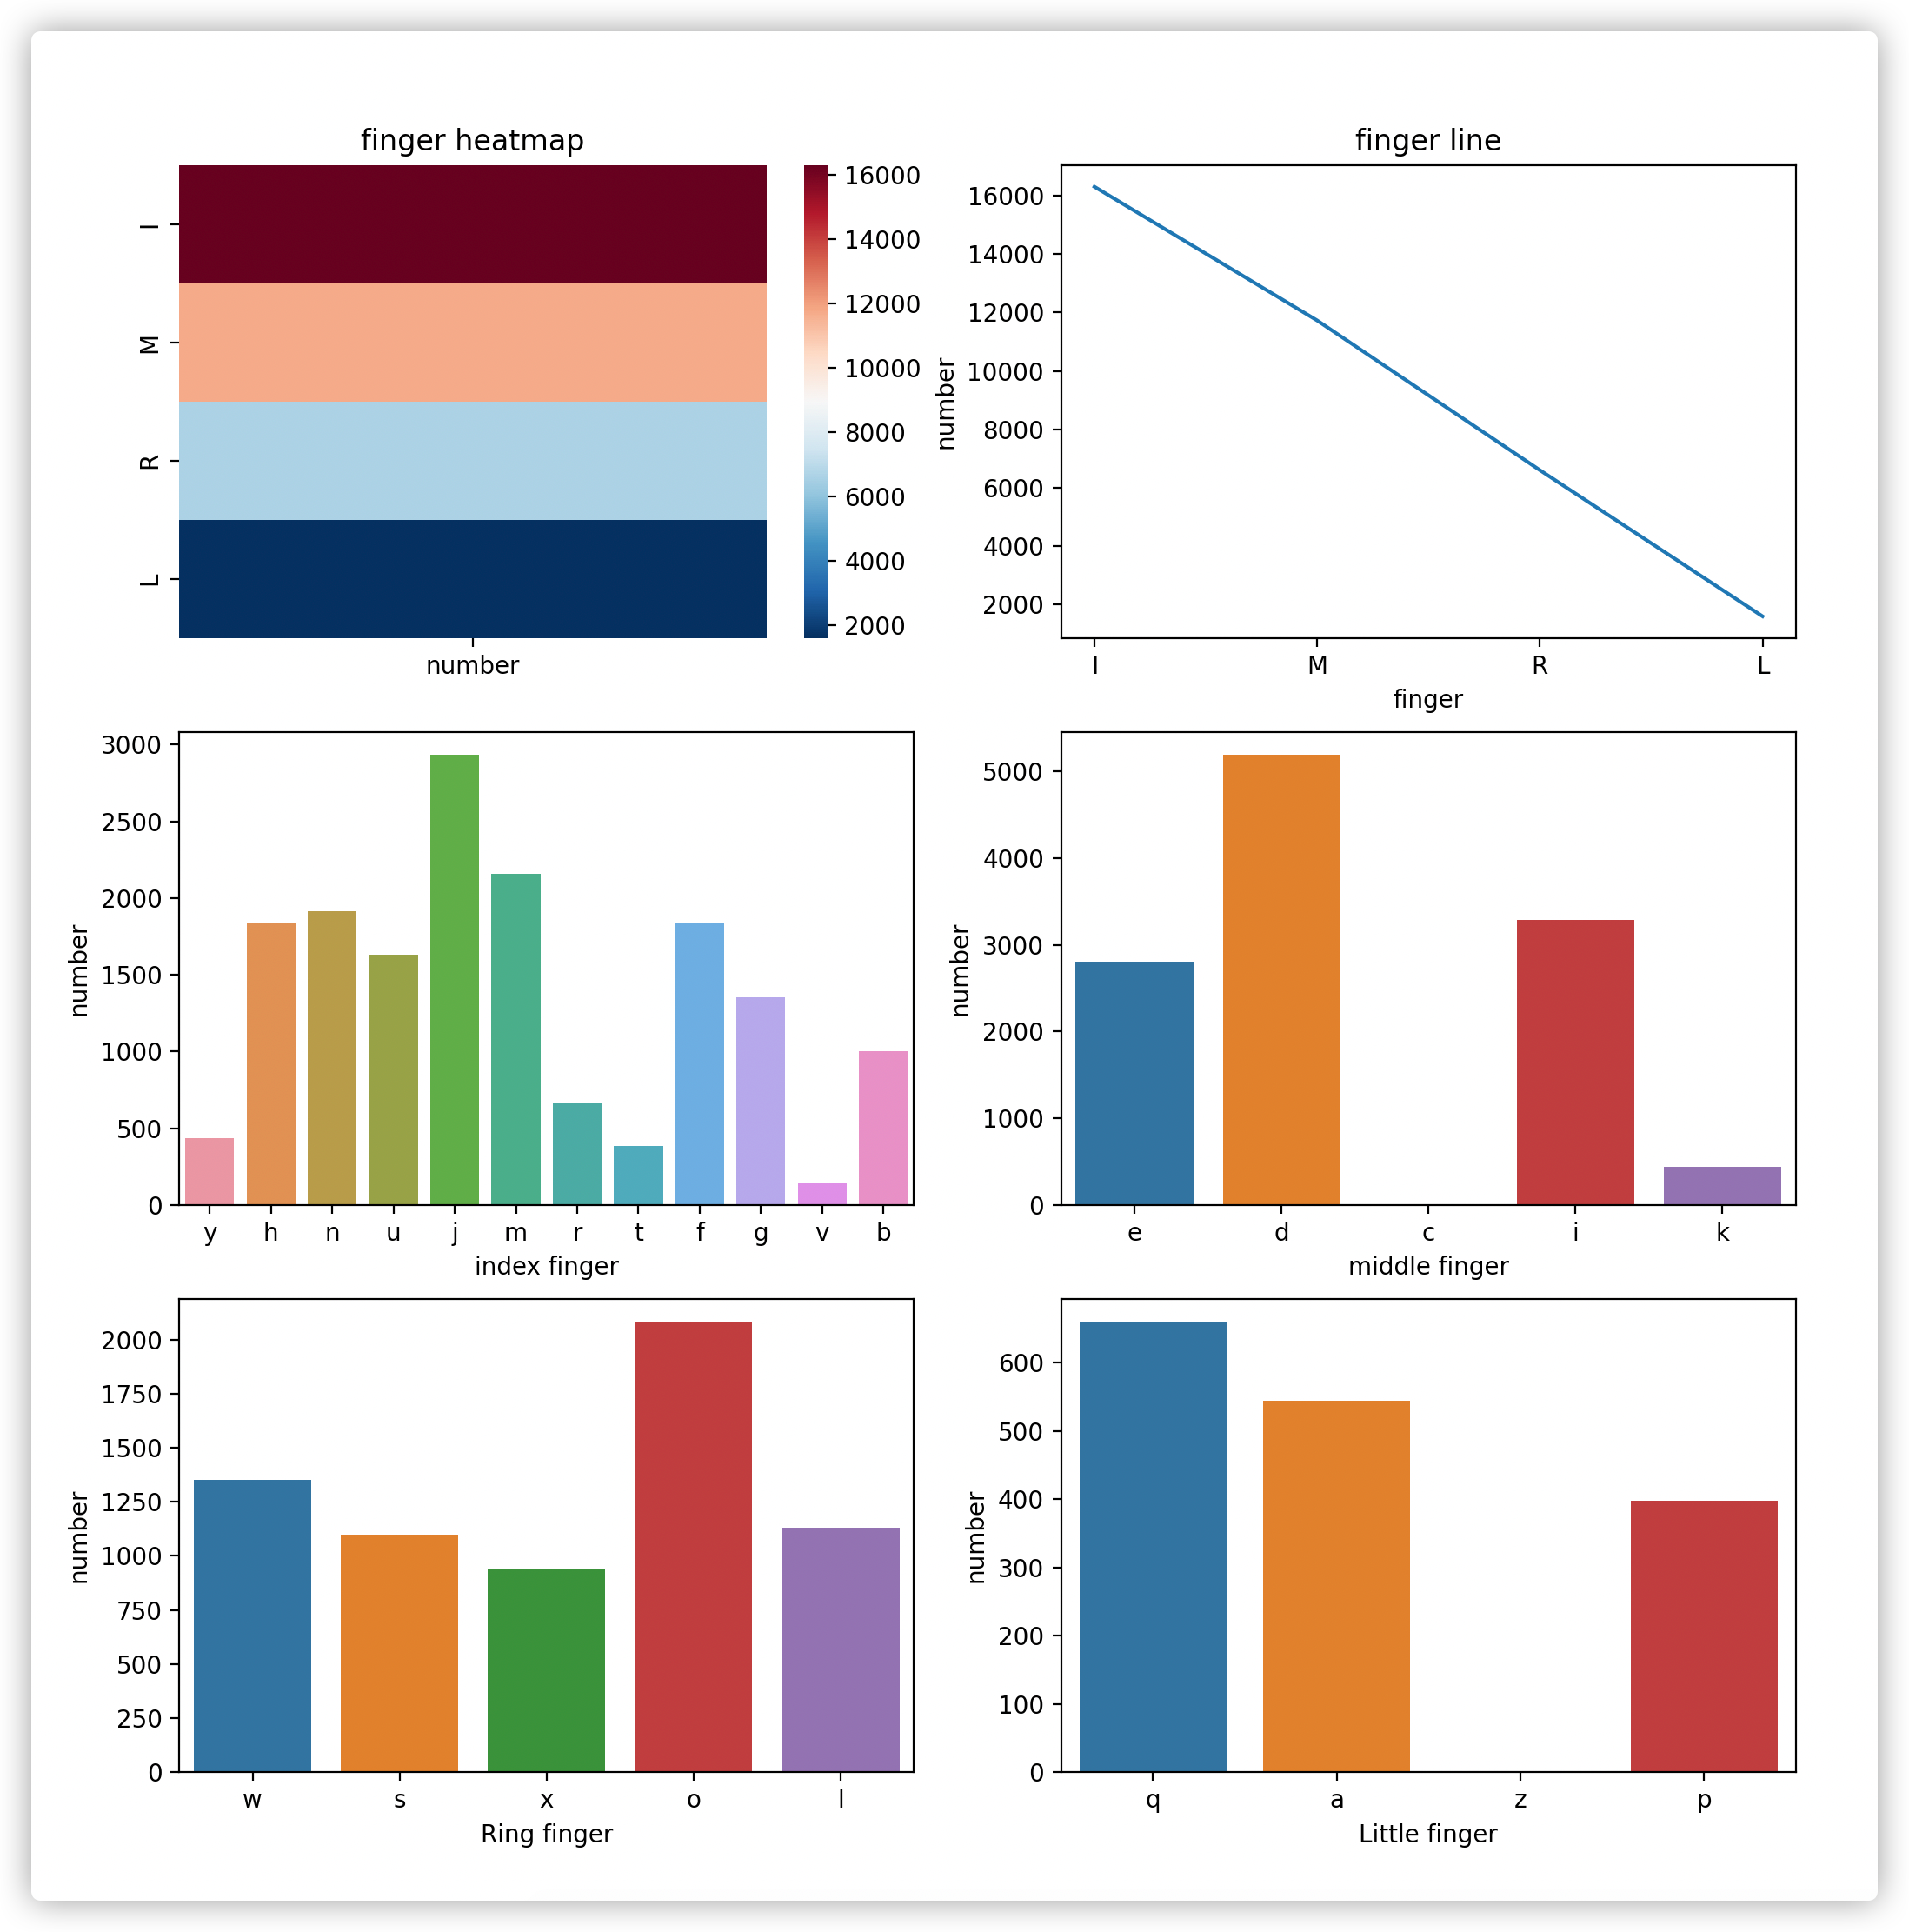 finger heatmap
I
M
R
L
number
16000
14000
12000
10000
8000
6000
4000
2000
finger line
number
16000
14000
12000
10000
8000
6000
4000
2000
I M R L
finger
number
3000
2500
2000
1500
1000
500
0
y h n u j m r t f g v b
index finger
number
5000
4000
3000
2000
1000
0
e d c i k
middle finger
number
2000
1750
1500
1250
1000
750
500
250
0
w s x o l
Ring finger
number
600
500
400
300
200
100
0
q a z p
Little finger